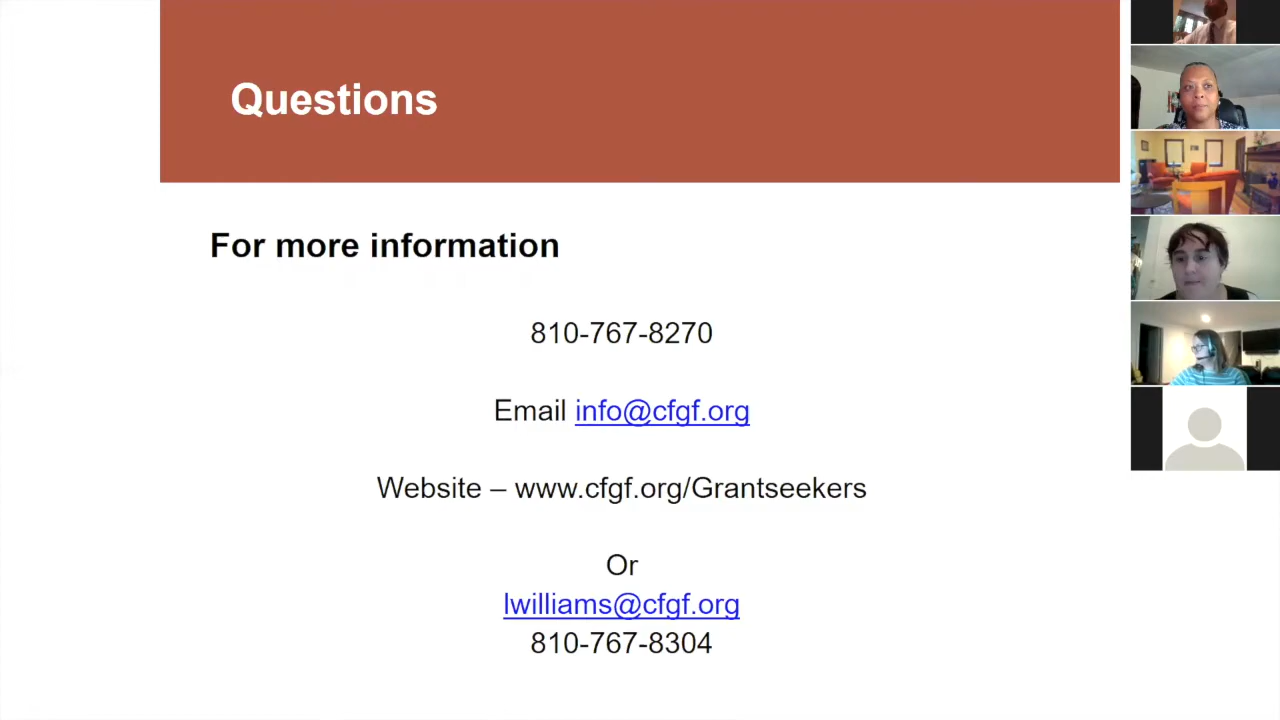 Questions
For more information
810-767-8270
Email info@cfgf.org
Website – www.cfgf.org/Grantseekers
Or
lwilliams@cfgf.org
810-767-8304